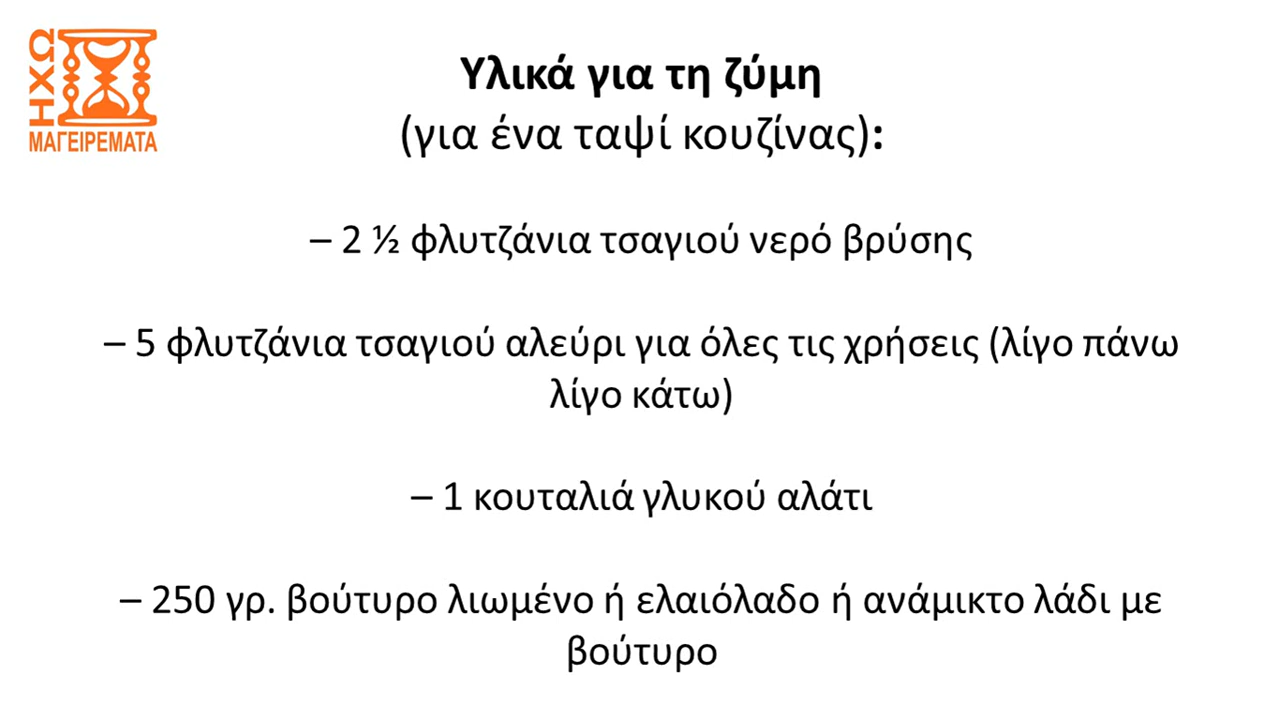 ΗΧΩ
ΜΑΓΕΙΡΕΜΑΤΑ
Υλικά για τη ζύμη
(για ένα ταψί κουζίνας):
– 2 ½ φλυτζάνια τσαγιού νερό βρύσης
– 5 φλυτζάνια τσαγιού αλεύρι για όλες τις χρήσεις (λίγο πάνω
λίγο κάτω)
– 1 κουταλιά γλυκού αλάτι
– 250 γρ. βούτυρο λιωμένο ή ελαιόλαδο ή ανάμικτο λάδι με
βούτυρο